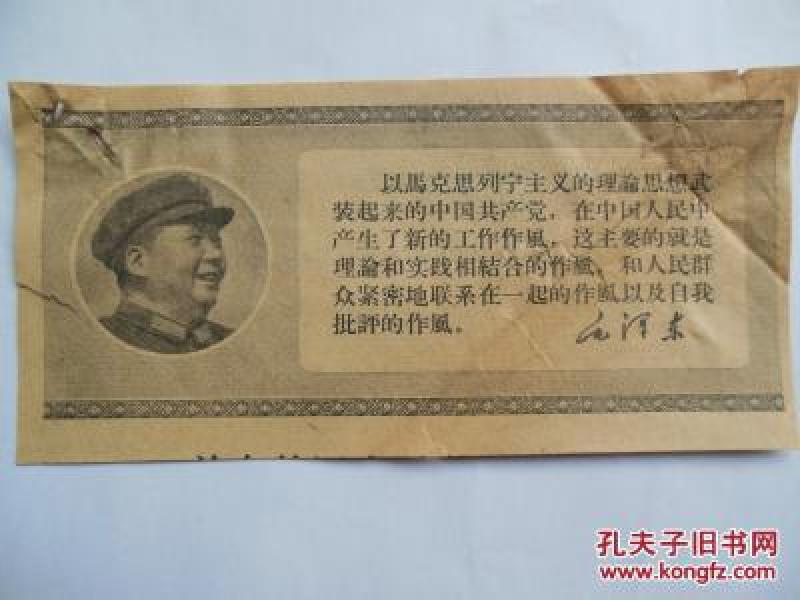 以馬克思列宁主义的理論思想武
装起来的中国共产党，在中国人民中
产生了新的工作作風，这主要的就是
理論和实践相結合的作風，和人民群
众紧密地联系在一起的作風以及自我
批評的作風。
毛泽东
孔夫子旧书网
www.kongfz.com